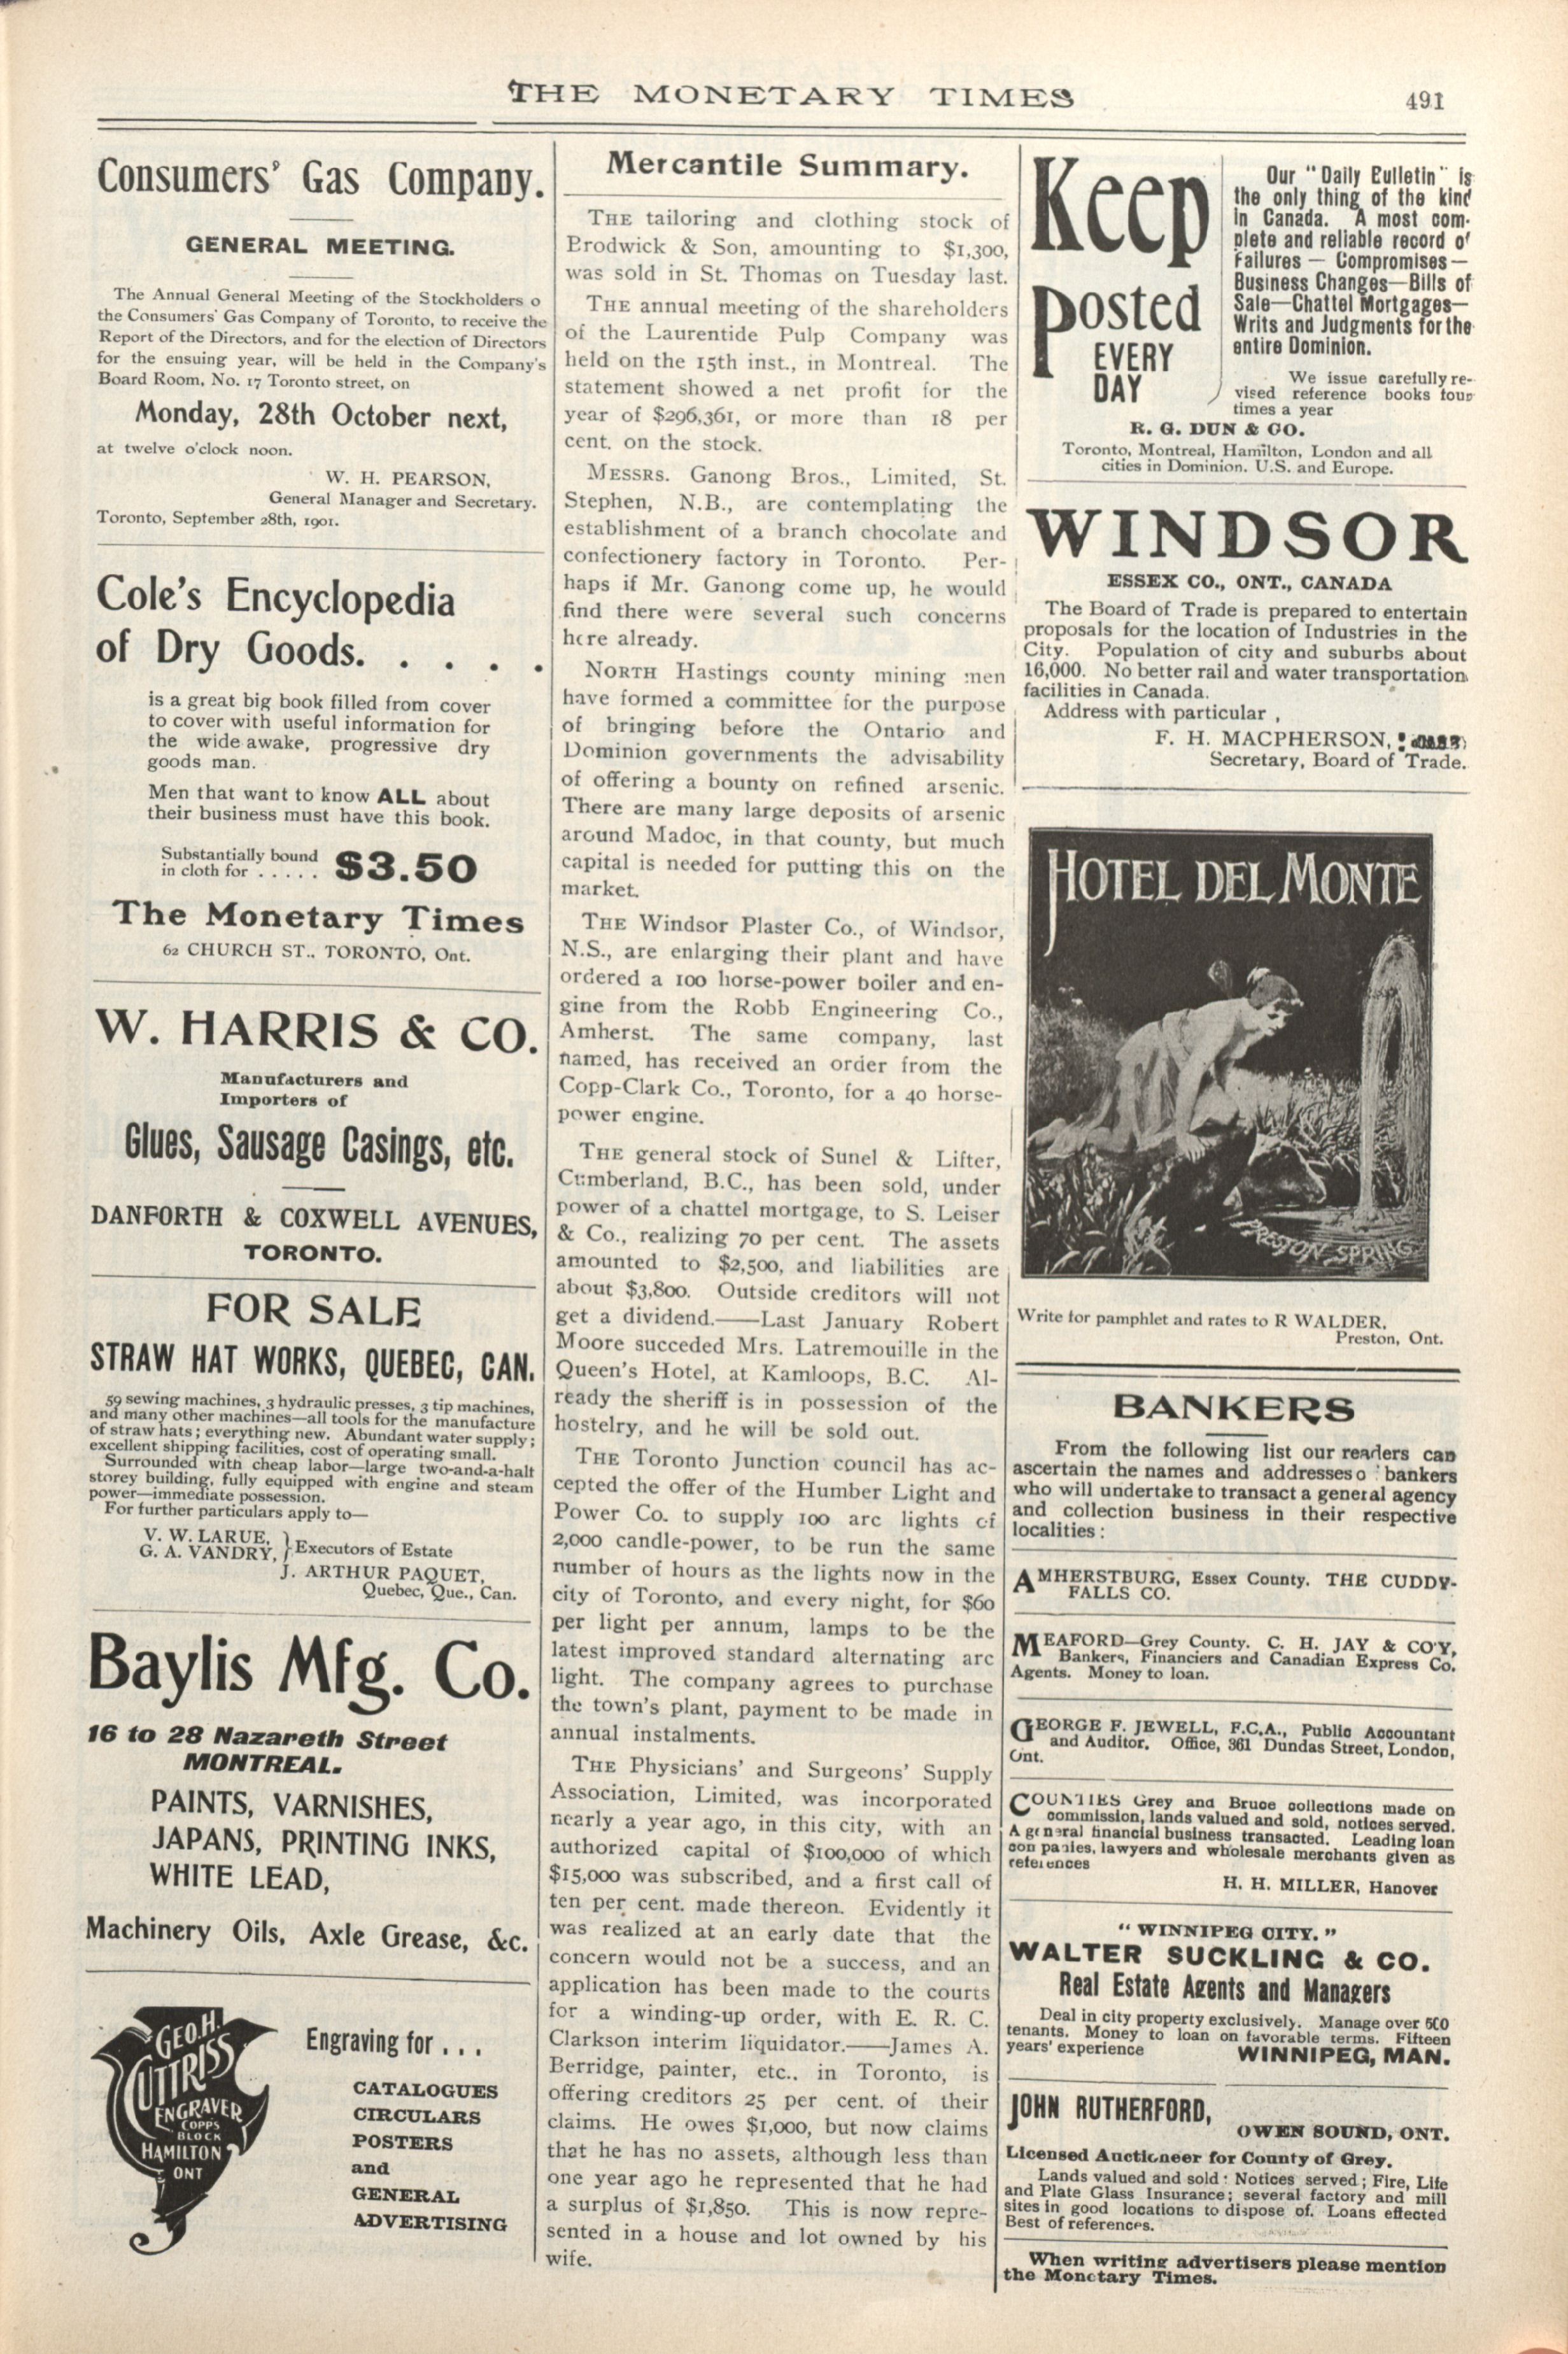 THE MONETARY TIMES
491
Consumers' Gas Company.
GENERAL MEETING.
The Annual General Meeting of the Stockholders o
the Consumers' Gas Company of Toronto, to receive the
Report of the Directors, and for the election of Directors
for the ensuing year, will be held in the Company's
Board Room, No. 17 Toronto street, on
Monday, 28th October next,
at twelve o'clock noon.
W. H. PEARSON,
General Manager and Secretary.
Toronto, September 28th, 1901.
Cole's Encyclopedia
of Dry Goods. . . . .
is a great big book filled from cover
to cover with useful information for
the wide awake, progressive dry
goods man.
Men that want to know ALL about
their business must have this book.
Substantially bound
in cloth for . . . . . $3.50
The Monetary Times
62 CHURCH ST.. TORONTO, Ont.
W. HARRIS & CO.
Manufacturers and
Importers of
Glues, Sausage Casings, etc.
DANFORTH & COXWELL AVENUES,
TORONTO.
FOR SALE
STRAW HAT WORKS, QUEBEC, CAN.
59 sewing machines, 3 hydraulic presses, 3 tip machines,
and many other machines—all tools for the manufacture
of straw hats; everything new. Abundant water supply;
excellent shipping facilities, cost of operating small.
Surrounded with cheap labor—large two-and-a-halt
storey building, fully equipped with engine and steam
power—immediate possession.
For further particulars apply to—
V. W. LARUE,
G. A. VANDRY, } Executors of Estate
J. ARTHUR PAQUET,
Quebec, Que., Can.
Baylis Mfg. Co.
16 to 28 Nazareth Street
MONTREAL.
PAINTS, VARNISHES,
JAPANS, PRINTING INKS,
WHITE LEAD,
Machinery Oils, Axle Grease, &c.
GEO. H.
COTTRISS
ENGRAVER
COPP'S
BLOCK
HAMILTON
ONT
Engraving for . . .
CATALOGUES
CIRCULARS
POSTERS
and
GENERAL
ADVERTISING
Mercantile Summary.
THE tailoring and clothing stock of
Brodwick & Son, amounting to $1,300,
was sold in St. Thomas on Tuesday last.
THE annual meeting of the shareholders
of the Laurentide Pulp Company was
held on the 15th inst., in Montreal. The
statement showed a net profit for the
year of $296,361, or more than 18 per
cent. on the stock.
MESSRS. Ganong Bros., Limited, St.
Stephen, N.B., are contemplating the
establishment of a branch chocolate and
confectionery factory in Toronto. Per-
haps if Mr. Ganong come up, he would
find there were several such concerns
here already.
NORTH Hastings county mining men
have formed a committee for the purpose
of bringing before the Ontario and
Dominion governments the advisability
of offering a bounty on refined arsenic.
There are many large deposits of arsenic
around Madoc, in that county, but much
capital is needed for putting this on the
market.
THE Windsor Plaster Co., of Windsor,
N.S., are enlarging their plant and have
ordered a 100 horse-power boiler and en-
gine from the Robb Engineering Co.,
Amherst. The same company, last
named, has received an order from the
Copp-Clark Co., Toronto, for a 40 horse-
power engine.
THE general stock of Sunel & Lifter,
Cumberland, B.C., has been sold, under
power of a chattel mortgage, to S. Leiser
& Co., realizing 70 per cent. The assets
amounted to $2,500, and liabilities are
about $3,800. Outside creditors will not
get a dividend.——Last January Robert
Moore succeded Mrs. Latremouille in the
Queen's Hotel, at Kamloops, B.C. Al-
ready the sheriff is in possession of the
hostelry, and he will be sold out.
THE Toronto Junction council has ac-
cepted the offer of the Humber Light and
Power Co. to supply 100 arc lights of
2,000 candle-power, to be run the same
number of hours as the lights now in the
city of Toronto, and every night, for $60
per light per annum, lamps to be the
latest improved standard alternating arc
light. The company agrees to purchase
the town's plant, payment to be made in
annual instalments.
THE Physicians' and Surgeons' Supply
Association, Limited, was incorporated
nearly a year ago, in this city, with an
authorized capital of $100,000 of which
$15,000 was subscribed, and a first call of
ten per cent. made thereon. Evidently it
was realized at an early date that the
concern would not be a success, and an
application has been made to the courts
for a winding-up order, with E. R. C.
Clarkson interim liquidator.——James A.
Berridge, painter, etc., in Toronto, is
offering creditors 25 per cent. of their
claims. He owes $1,000, but now claims
that he has no assets, although less than
one year ago he represented that he had
a surplus of $1,850. This is now repre-
sented in a house and lot owned by his
wife.
Keep
Posted
EVERY
DAY
Our "Daily Bulletin" is
the only thing of the kind
in Canada. A most com-
plete and reliable record of
Failures — Compromises —
Business Changes—Bills of
Sale—Chattel Mortgages—
Writs and Judgments for the
entire Dominion.
We issue carefully re-
vised reference books four
times a year
R. G. DUN & CO.
Toronto, Montreal, Hamilton, London and all
cities in Dominion. U.S. and Europe.
WINDSOR
ESSEX CO., ONT., CANADA
The Board of Trade is prepared to entertain
proposals for the location of Industries in the
City. Population of city and suburbs about
16,000. No better rail and water transportation
facilities in Canada.
Address with particular ,
F. H. MACPHERSON,
Secretary, Board of Trade.
HOTEL DEL MONTE
PRESTON SPRINGS
Write for pamphlet and rates to R WALDER,
Preston, Ont.
BANKERS
From the following list our readers can
ascertain the names and addresses o bankers
who will undertake to transact a general agency
and collection business in their respective
localities:
AMHERSTBURG, Essex County. THE CUDDY-
FALLS CO.
MEAFORD—Grey County. C. H. JAY & CO'Y,
Bankers, Financiers and Canadian Express Co.
Agents. Money to loan.
GEORGE F. JEWELL, F.C.A., Public Accountant
and Auditor. Office, 361 Dundas Street, London,
Ont.
COUNTIES Grey and Bruce collections made on
commission, lands valued and sold, notices served.
A general financial business transacted. Leading loan
companies, lawyers and wholesale merchants given as
references
H. H. MILLER, Hanover
"WINNIPEG CITY."
WALTER SUCKLING & CO.
Real Estate Agents and Managers
Deal in city property exclusively. Manage over 500
tenants. Money to loan on favorable terms. Fifteen
years' experience WINNIPEG, MAN.
JOHN RUTHERFORD,
OWEN SOUND, ONT.
Licensed Auctioneer for County of Grey.
Lands valued and sold; Notices served; Fire, Life
and Plate Glass Insurance; several factory and mill
sites in good locations to dispose of. Loans effected
Best of references.
When writing advertisers please mention
the Monetary Times.